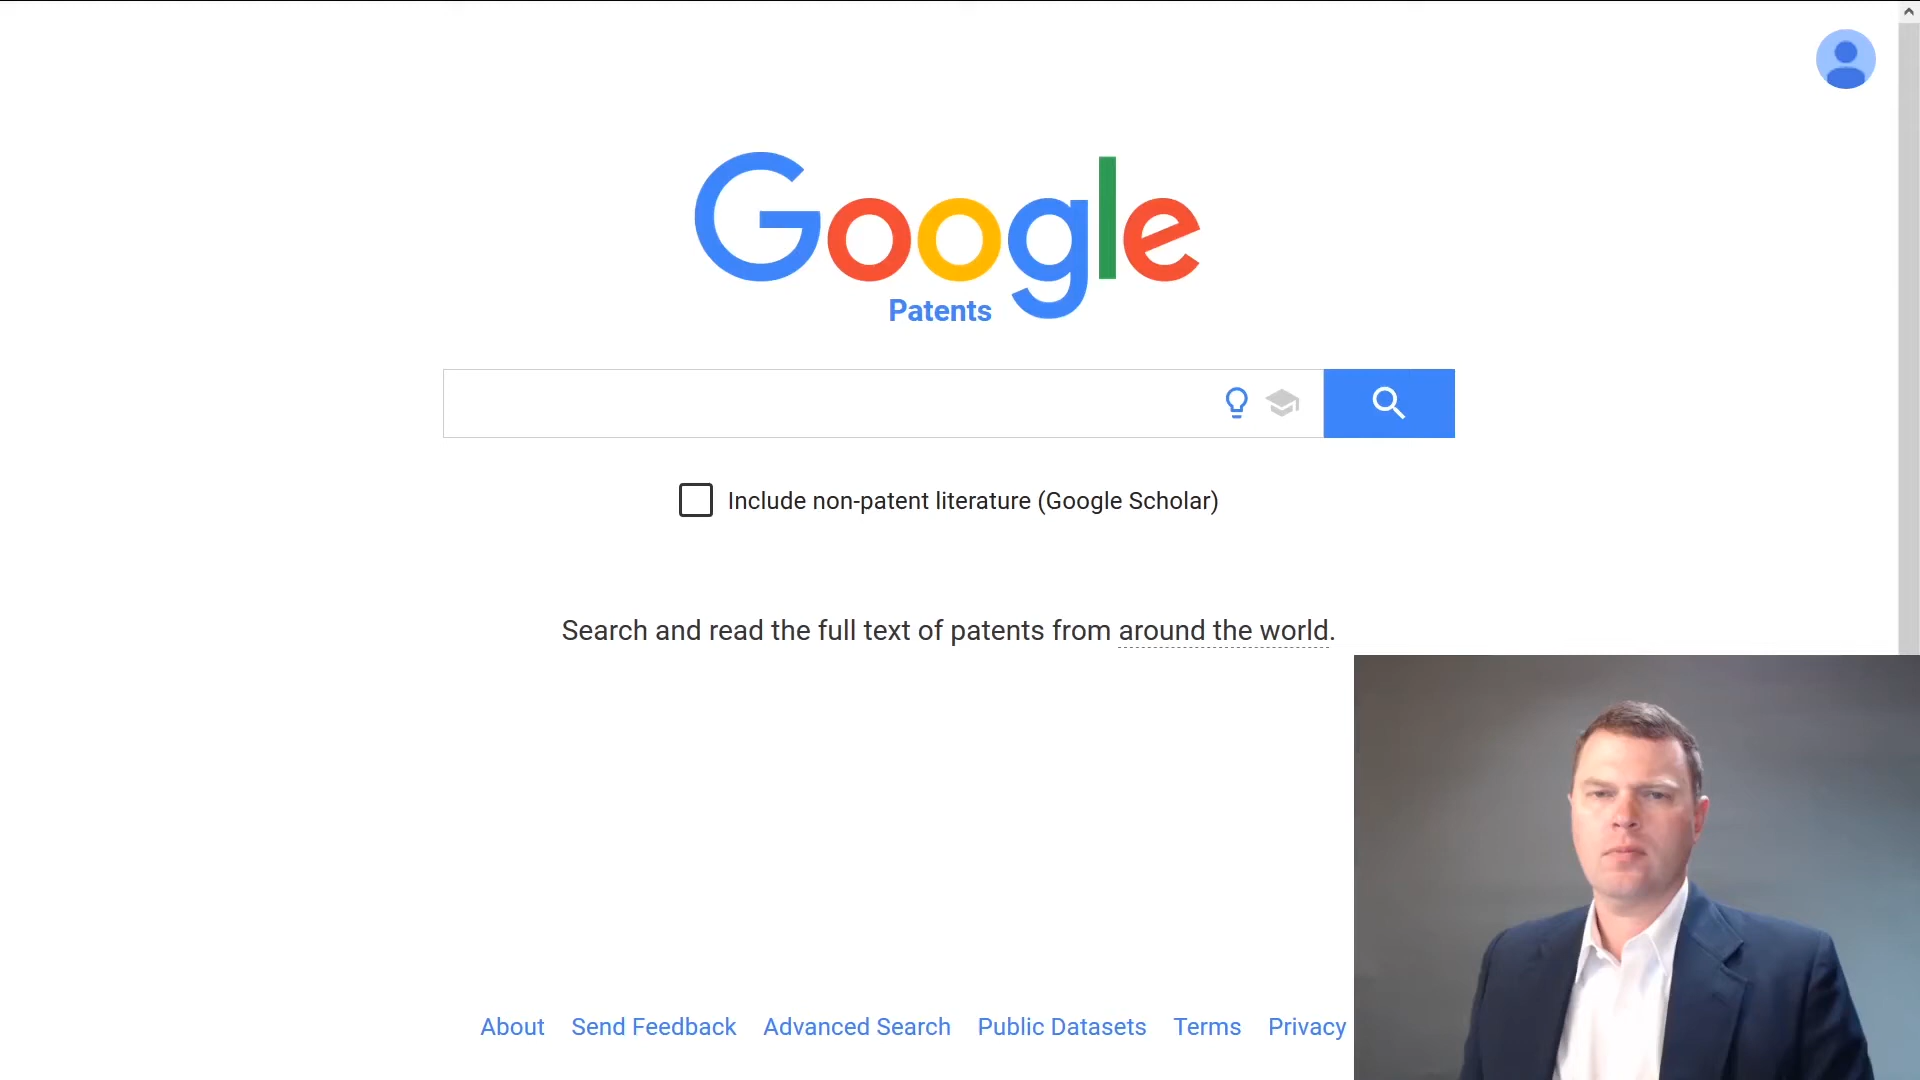 Google
Patents
Include non-patent literature (Google Scholar)
Search and read the full text of patents from around the world.
About Send Feedback Advanced Search Public Datasets Terms Privacy